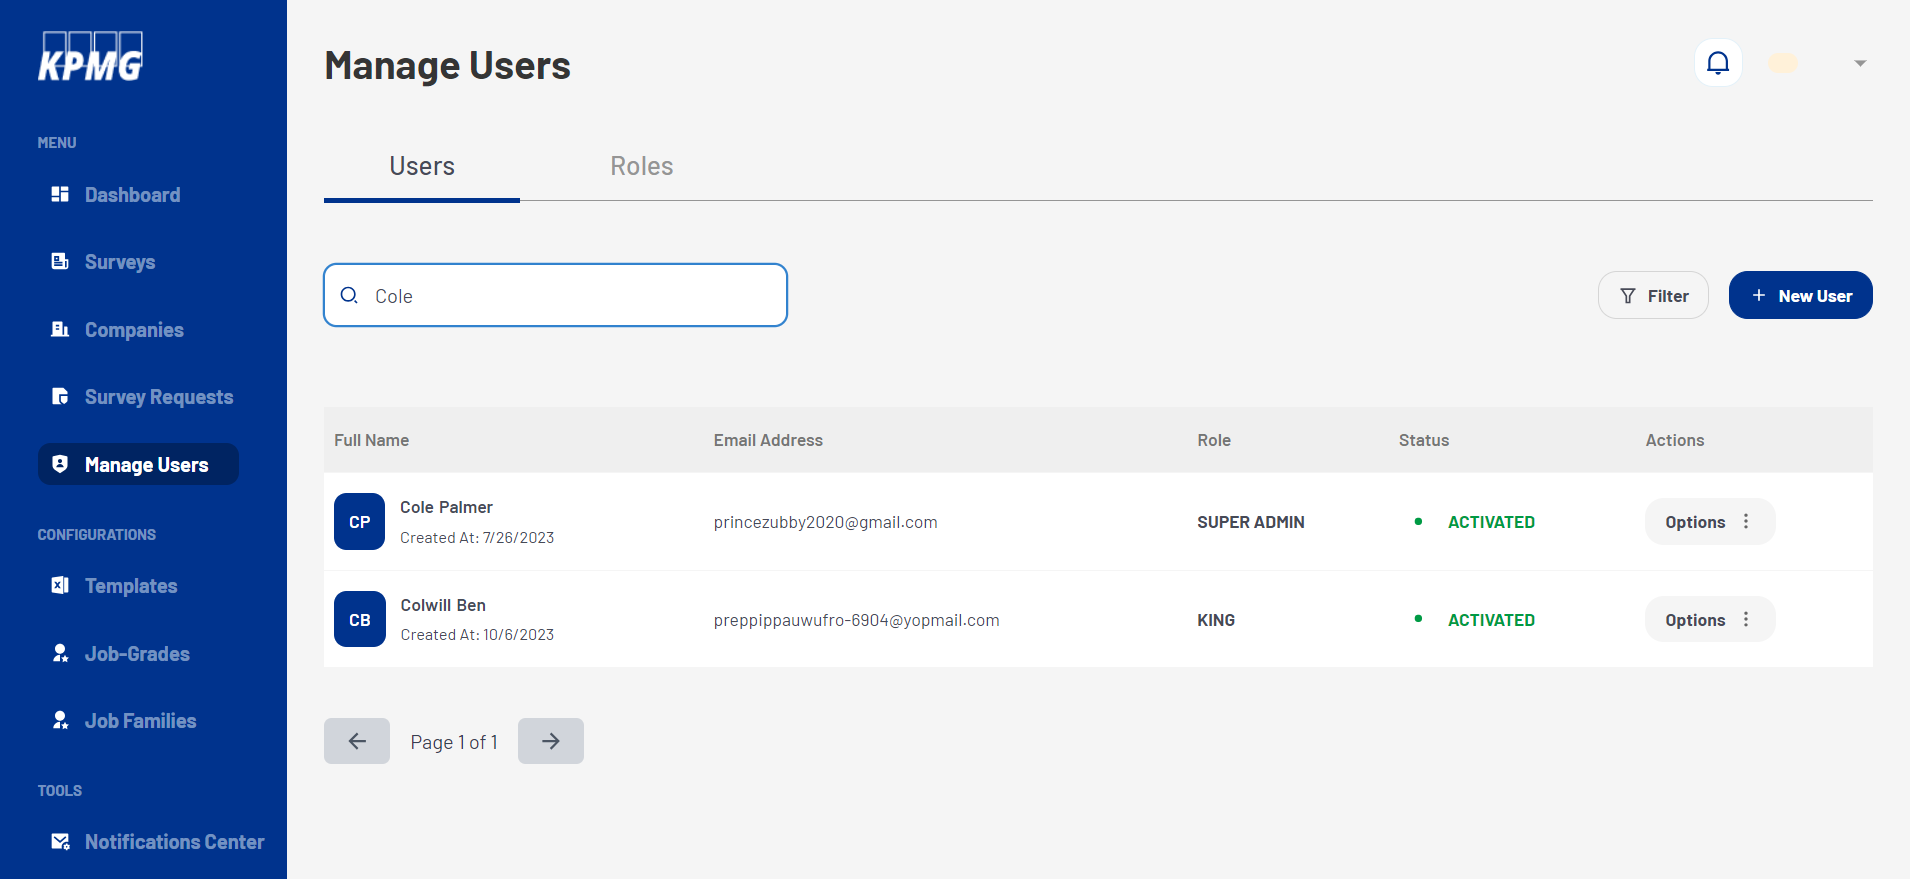 KPMG
MENU
Dashboard
Surveys
Companies
Survey Requests
Manage Users
CONFIGURATIONS
Templates
Job-Grades
Job Families
TOOLS
Notifications Center
Manage Users
Users Roles
Cole
Filter
+ New User
Full Name Email Address Role Status Actions
CP Cole Palmer princezubby2020@gmail.com SUPER ADMIN ACTIVATED Options
Created At: 7/26/2023
CB Colwill Ben preppippauwufro-6904@yopmail.com KING ACTIVATED Options
Created At: 10/6/2023
Page 1 of 1